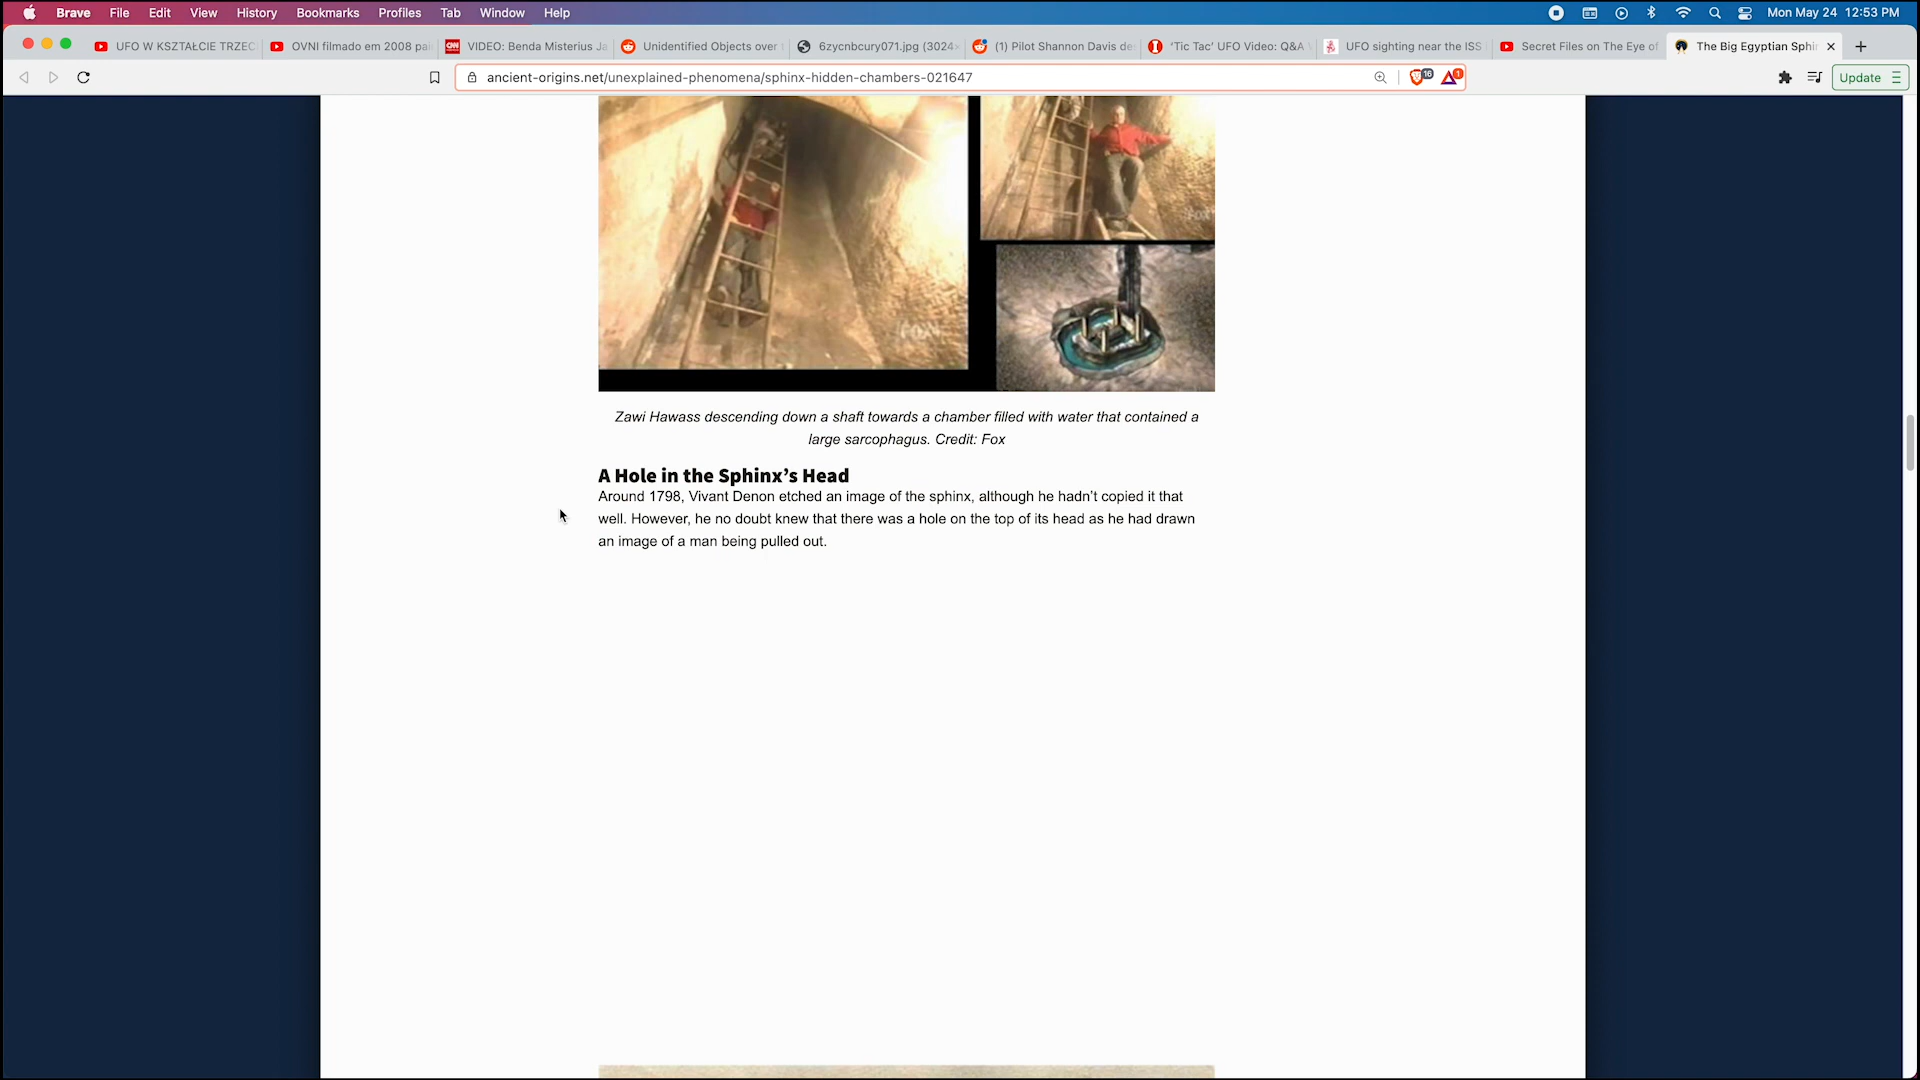 Brave File Edit View History Bookmarks Profiles Tab Window Help Mon May 24 12:53 PM
UFO W KSZTAŁCIE TRZEC OVNI filmado em 2008 pai CNN VIDEO: Benda Misterius Ja Unidentified Objects over 6zycnbcury071.jpg (3024× (1) Pilot Shannon Davis de 'Tic Tac' UFO Video: Q&A UFO sighting near the ISS Secret Files on The Eye of The Big Egyptian Sphi
ancient-origins.net/unexplained-phenomena/sphinx-hidden-chambers-021647 16 1 Update
FOX
Zawi Hawass descending down a shaft towards a chamber filled with water that contained a
large sarcophagus. Credit: Fox
A Hole in the Sphinx's Head
Around 1798, Vivant Denon etched an image of the sphinx, although he hadn't copied it that
well. However, he no doubt knew that there was a hole on the top of its head as he had drawn
an image of a man being pulled out.